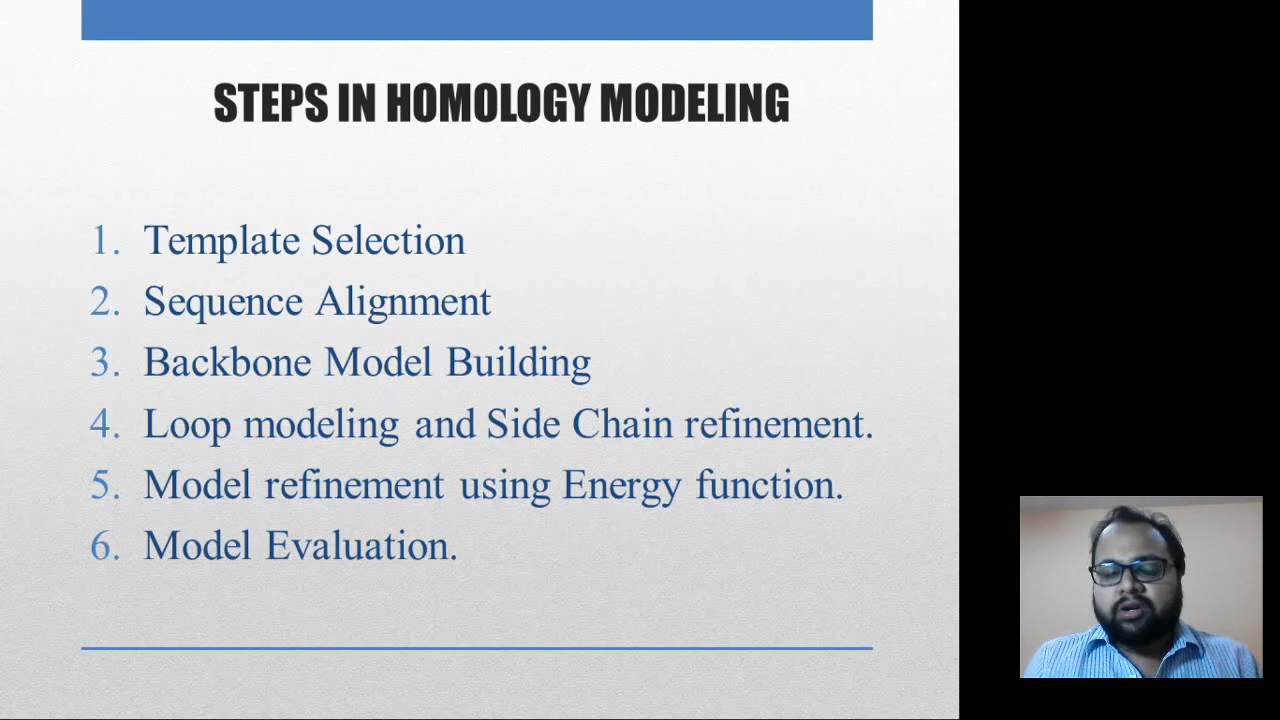 STEPS IN HOMOLOGY MODELING
1. Template Selection
2. Sequence Alignment
3. Backbone Model Building
4. Loop modeling and Side Chain refinement.
5. Model refinement using Energy function.
6. Model Evaluation.